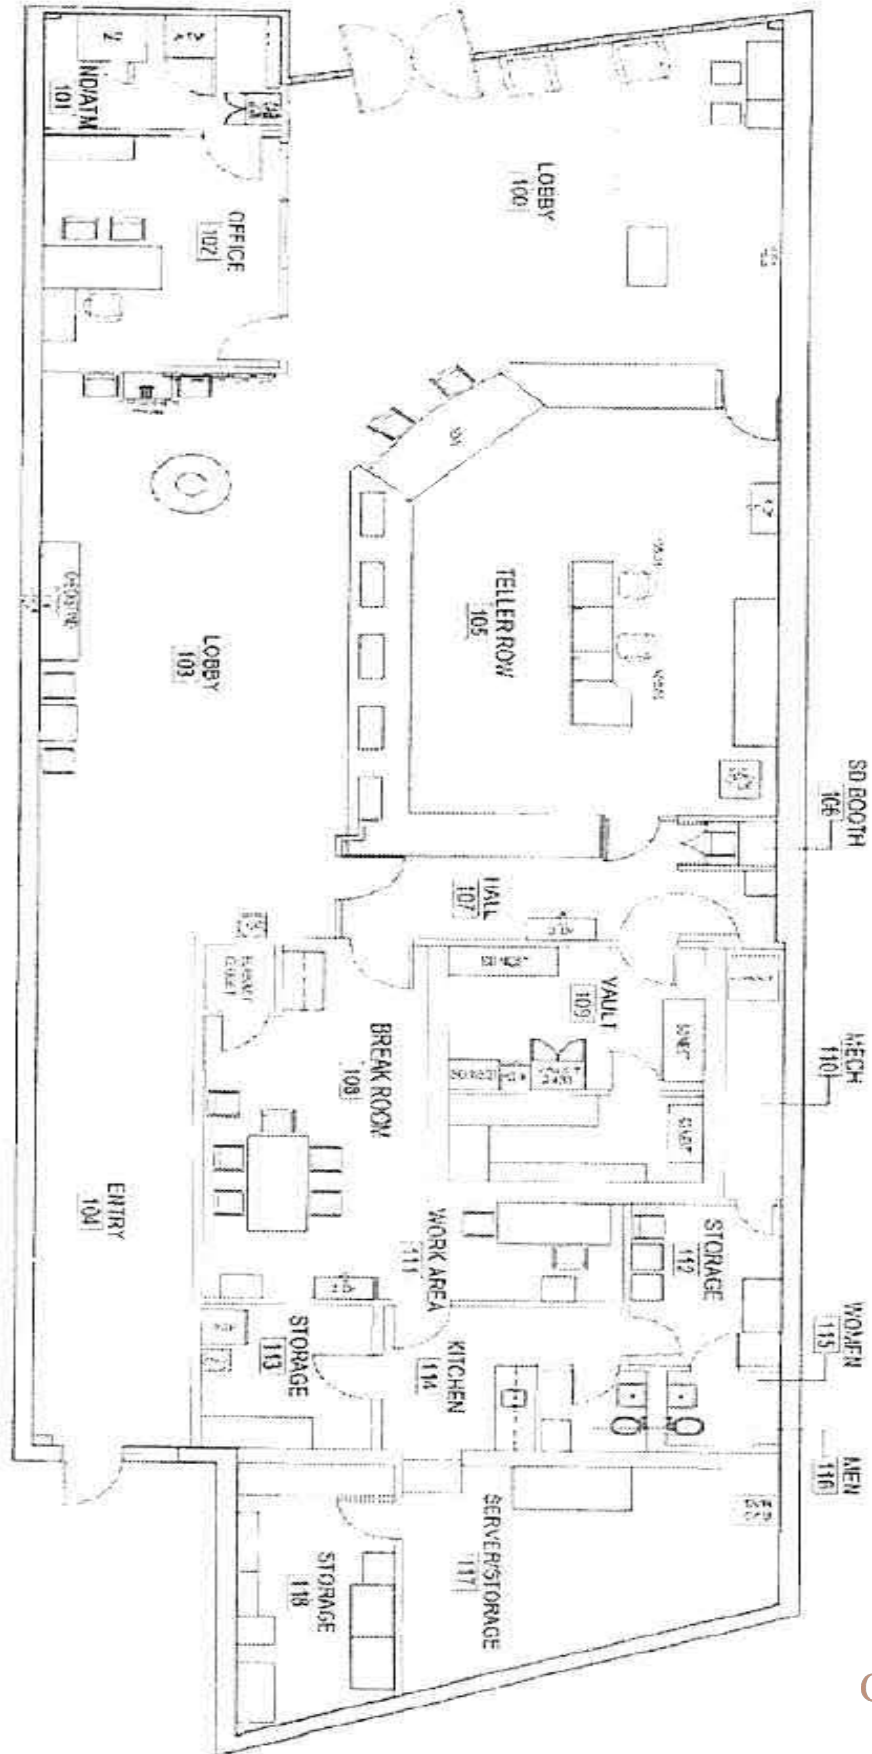 LOBBY
100
ND/ATM
101
OFFICE
102
LOBBY
103
ENTRY
104
TELLER ROW
105
SD BOOTH
106
HALL
107
BREAK ROOM
108
VAULT
109
MECH
110
WORK AREA
111
STORAGE
112
STORAGE
113
KITCHEN
114
WOMEN
115
MEN
116
SERVER/STORAGE
117
STORAGE
118